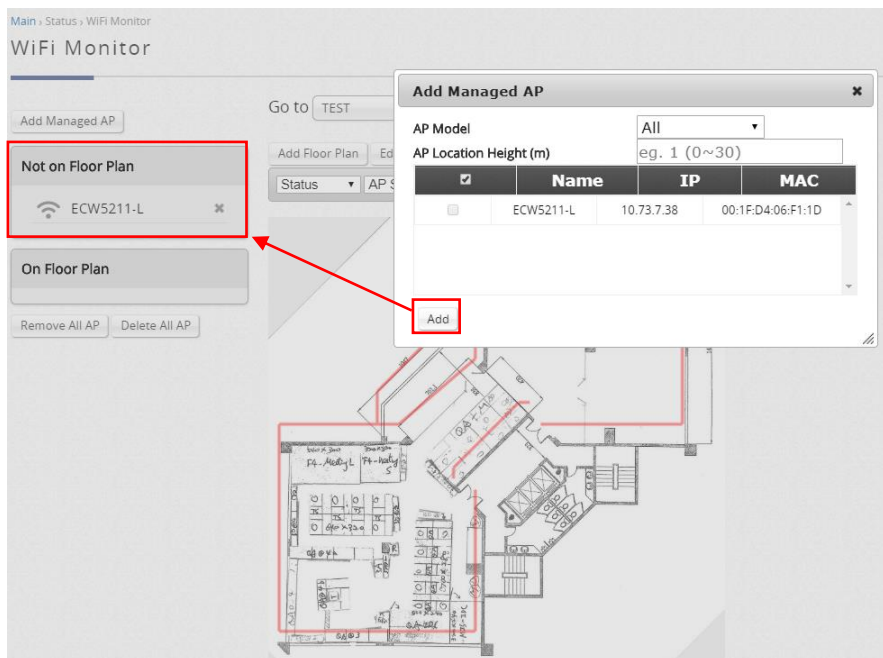 Main › Status › WiFi Monitor
WiFi Monitor
Add Managed AP
Not on Floor Plan
ECW5211-L
On Floor Plan
Remove All AP Delete All AP
Go to TEST
Add Floor Plan Ed
Status AP S
Add Managed AP
AP Model All
AP Location Height (m) eg. 1 (0~30)
Name IP MAC
ECW5211-L 10.73.7.38 00:1F:D4:06:F1:1D
Add